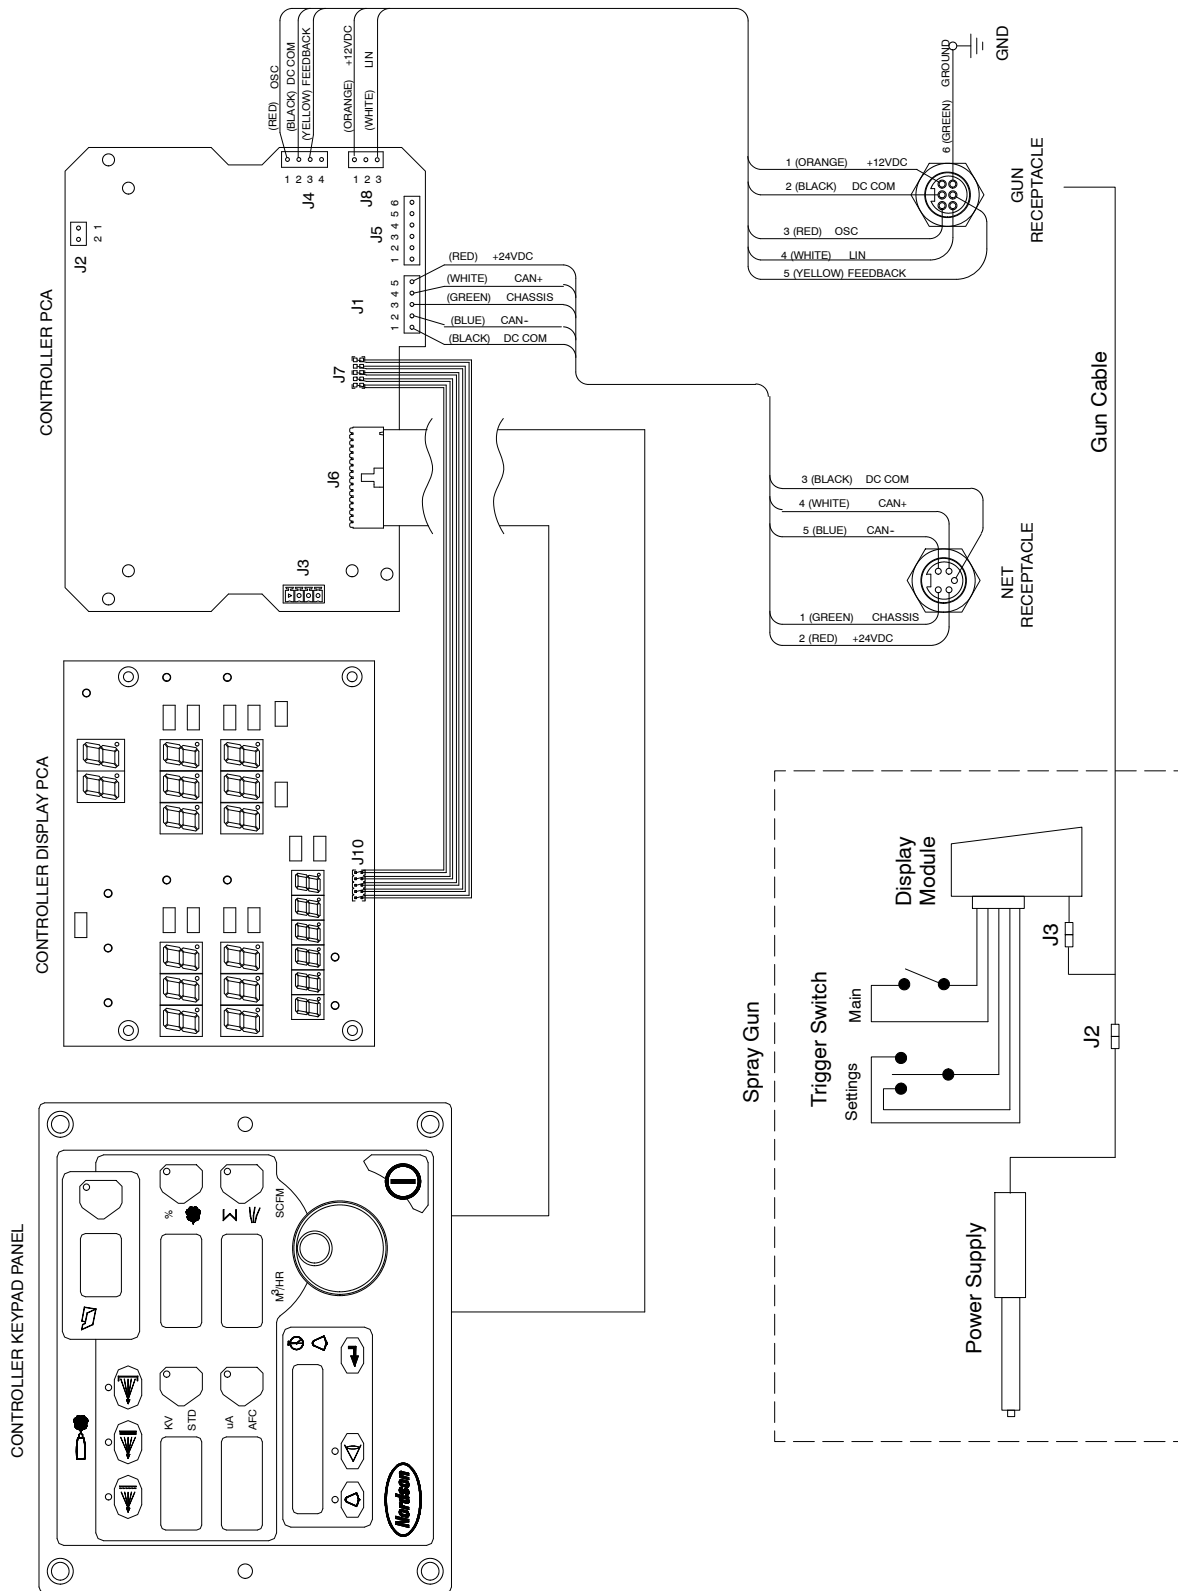 CONTROLLER PCA
J2
2 1
(RED) OSC
(BLACK) DC COM
(YELLOW) FEEDBACK
(ORANGE) +12VDC
(WHITE) LIN
1 2 3 4
J4
1 2 3
J8
1 2 3 4 5 6
J5
1 2 3 4 5
J1
(RED) +24VDC
(WHITE) CAN+
(GREEN) CHASSIS
(BLUE) CAN-
(BLACK) DC COM
J7
J6
J3
6 (GREEN) GROUND
GND
1 (ORANGE) +12VDC
2 (BLACK) DC COM
3 (RED) OSC
4 (WHITE) LIN
5 (YELLOW) FEEDBACK
GUN
RECEPTACLE
Gun Cable
3 (BLACK) DC COM
4 (WHITE) CAN+
5 (BLUE) CAN-
1 (GREEN) CHASSIS
2 (RED) +24VDC
NET
RECEPTACLE
CONTROLLER DISPLAY PCA
J10
CONTROLLER KEYPAD PANEL
%
SCFM
M3/HR
KV
STD
uA
AFC
Nordson
Spray Gun
Trigger Switch
Settings
Main
Display
Module
J3
J2
Power Supply